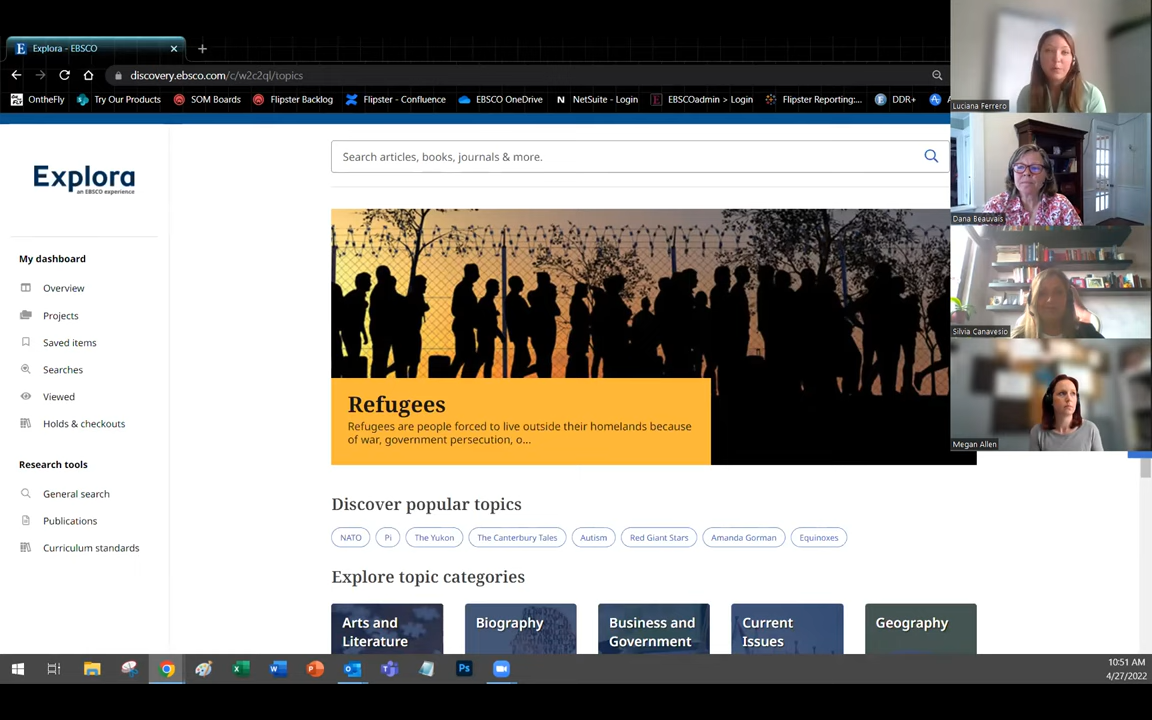 Explora - EBSCO
discovery.ebsco.com/c/w2c2ql/topics
OntheFly
Try Our Products
SOM Boards
Flipster Backlog
Flipster - Confluence
EBSCO OneDrive
NetSuite - Login
EBSCOadmin > Login
Flipster Reporting:...
DDR+
Explora
an EBSCO experience
My dashboard
Overview
Projects
Saved items
Searches
Viewed
Holds & checkouts
Research tools
General search
Publications
Curriculum standards
Search articles, books, journals & more.
Refugees
Refugees are people forced to live outside their homelands because
of war, government persecution, o...
Discover popular topics
NATO
Pi
The Yukon
The Canterbury Tales
Autism
Red Giant Stars
Amanda Gorman
Equinoxes
Explore topic categories
Arts and
Literature
Biography
Business and
Government
Current
Issues
Geography
Luciana Ferrero
Dana Beauvais
Silvia Canavesio
Megan Allen
10:51 AM
4/27/2022